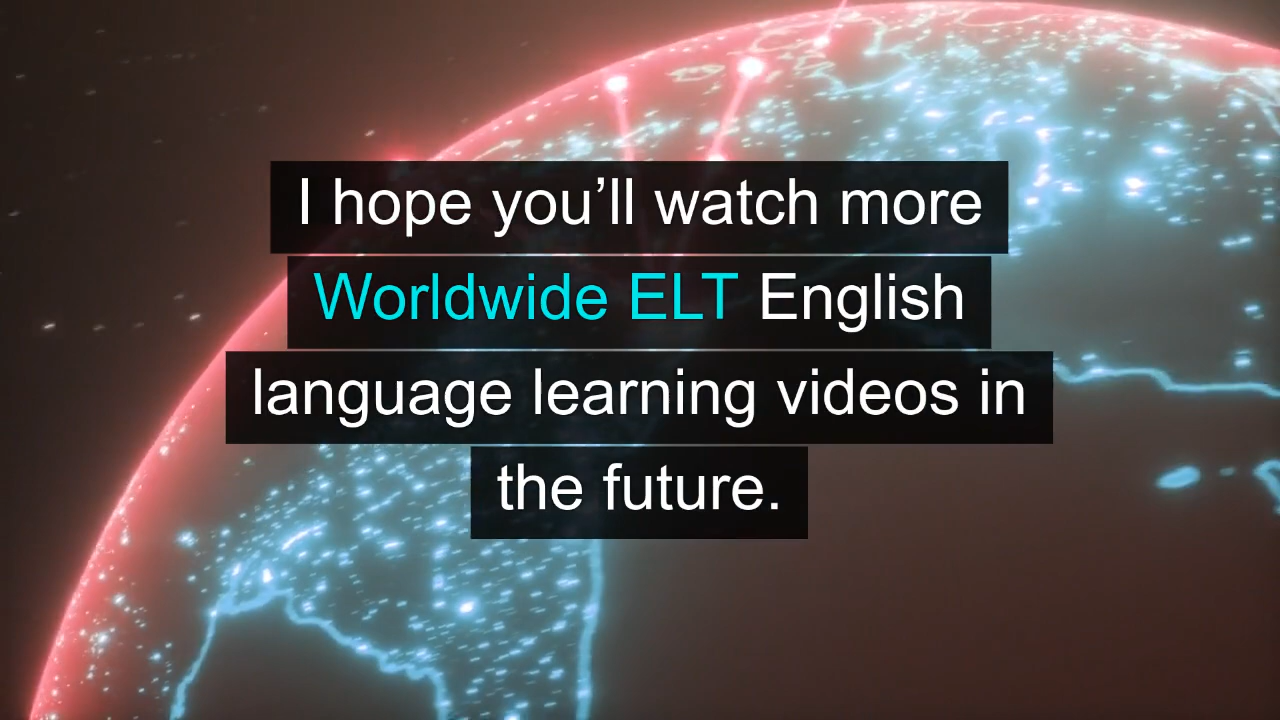 I hope you’ll watch more
Worldwide ELT English
language learning videos in
the future.